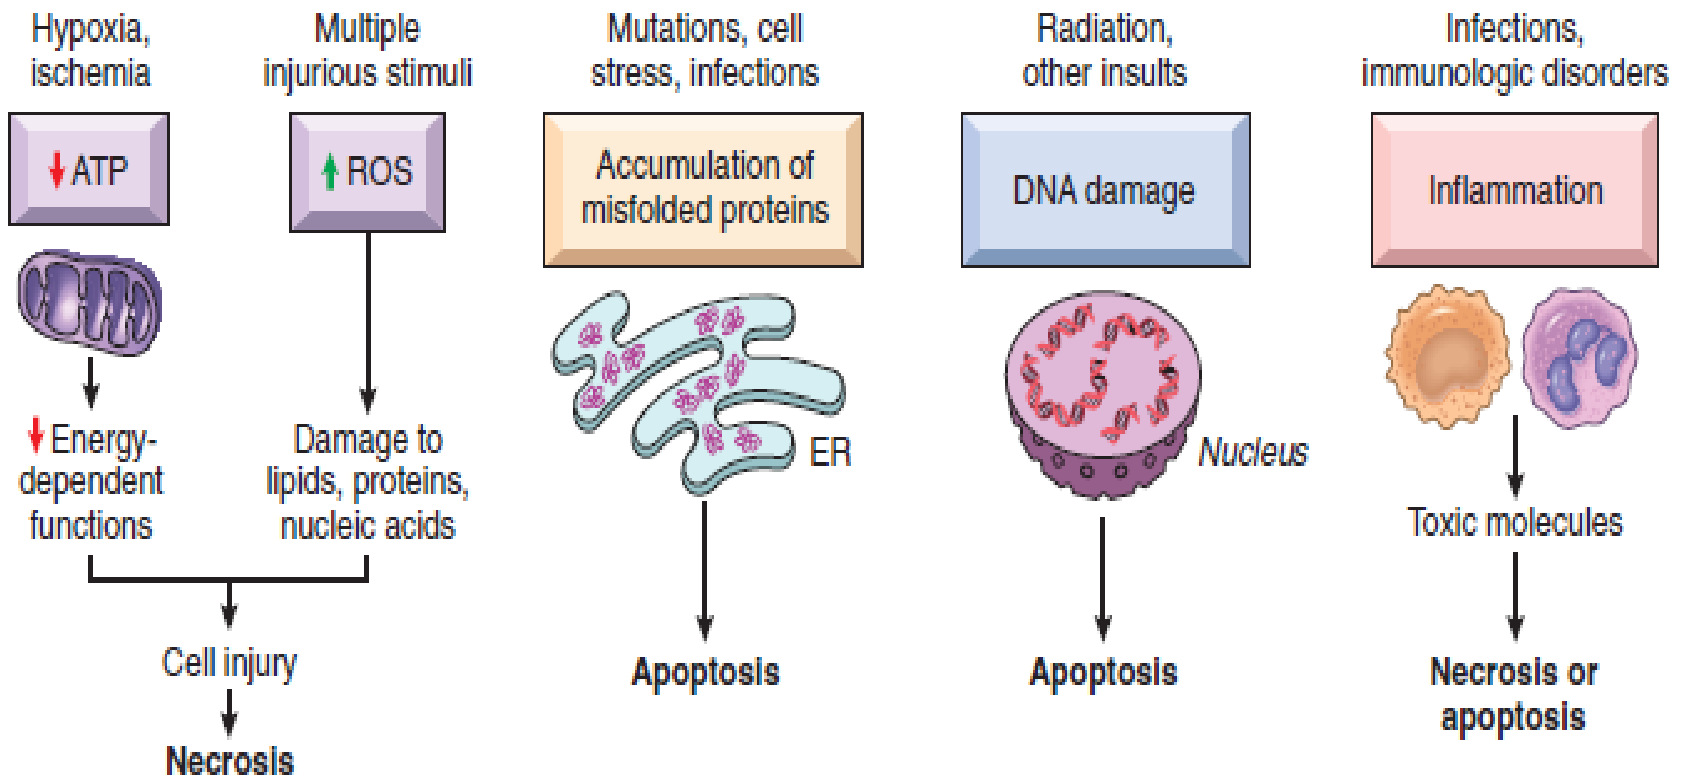 Hypoxia,
ischemia
↓ ATP
↓ Energy-
dependent
functions
Multiple
injurious stimuli
↑ ROS
Damage to
lipids, proteins,
nucleic acids
Cell injury
Necrosis
Mutations, cell
stress, infections
Accumulation of
misfolded proteins
ER
Apoptosis
Radiation,
other insults
DNA damage
Nucleus
Apoptosis
Infections,
immunologic disorders
Inflammation
Toxic molecules
Necrosis or
apoptosis